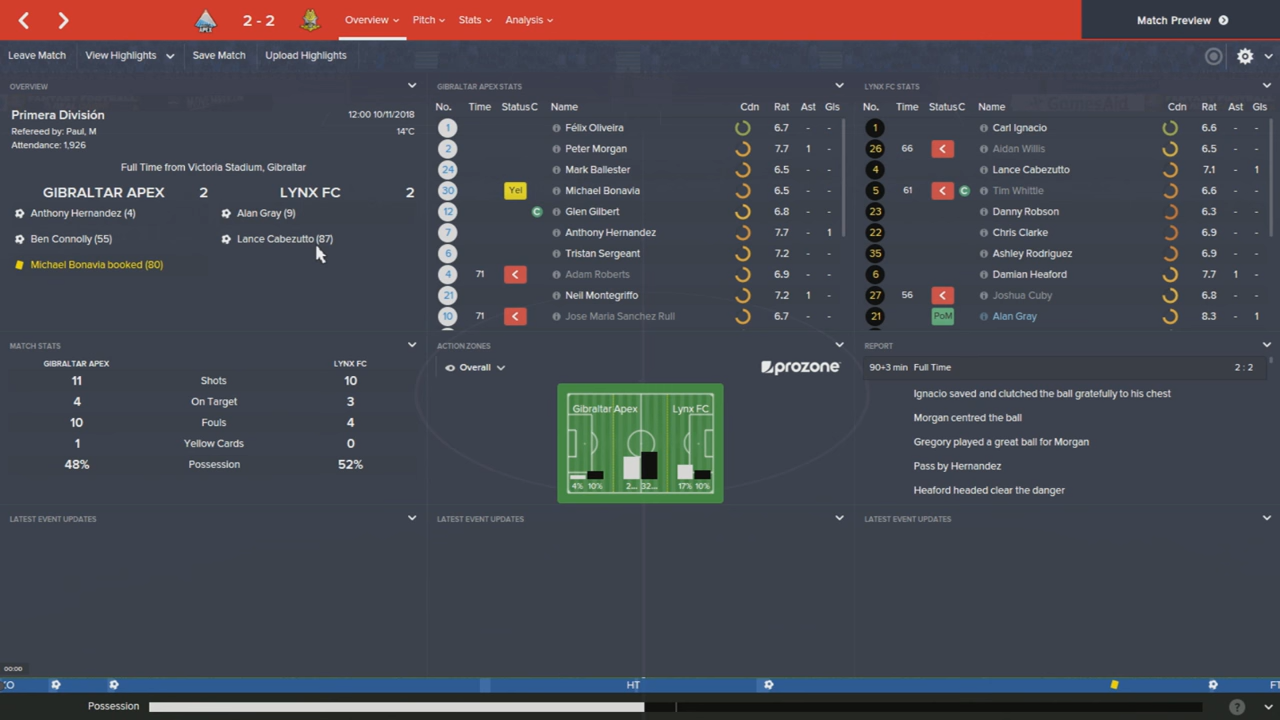 APEX 2 - 2 Overview Pitch Stats Analysis Match Preview
Leave Match View Highlights Save Match Upload Highlights
OVERVIEW
Primera División 12:00 10/11/2018
Refereed by: Paul, M 14°C
Attendance: 1,926
Full Time from Victoria Stadium, Gibraltar
GIBRALTAR APEX 2 LYNX FC 2
Anthony Hernandez (4) Alan Gray (9)
Ben Connolly (55) Lance Cabezutto (87)
Michael Bonavia booked (80)
GIBRALTAR APEX STATS
No. Time Status C Name Cdn Rat Ast Gls
1 Félix Oliveira 6.7 - -
2 Peter Morgan 7.7 1 -
24 Mark Ballester 6.5 - -
30 Yel Michael Bonavia 6.5 - -
12 C Glen Gilbert 6.8 - -
7 Anthony Hernandez 7.7 - 1
6 Tristan Sergeant 7.2 - -
4 71 Adam Roberts 6.9 - -
21 Neil Montegriffo 7.2 1 -
10 71 Jose Maria Sanchez Rull 6.7 - -
LYNX FC STATS
No. Time Status C Name Cdn Rat Ast Gls
1 Carl Ignacio 6.6 - -
26 66 Aidan Willis 6.5 - -
4 Lance Cabezutto 7.1 - 1
5 61 C Tim Whittle 6.6 - -
23 Danny Robson 6.3 - -
22 Chris Clarke 6.9 - -
35 Ashley Rodriguez 6.9 - -
6 Damian Heaford 7.7 1 -
27 56 Joshua Cuby 6.8 - -
21 PoM Alan Gray 8.3 - 1
MATCH STATS
GIBRALTAR APEX LYNX FC
11 Shots 10
4 On Target 3
10 Fouls 4
1 Yellow Cards 0
48% Possession 52%
ACTION ZONES
Overall prozone
Gibraltar Apex Lynx FC
4% 10% 2... 32... 17% 10%
REPORT
90+3 min Full Time 2 : 2
Ignacio saved and clutched the ball gratefully to his chest
Morgan centred the ball
Gregory played a great ball for Morgan
Pass by Hernandez
Heaford headed clear the danger
LATEST EVENT UPDATES LATEST EVENT UPDATES LATEST EVENT UPDATES
00:00
HT FT
Possession ?